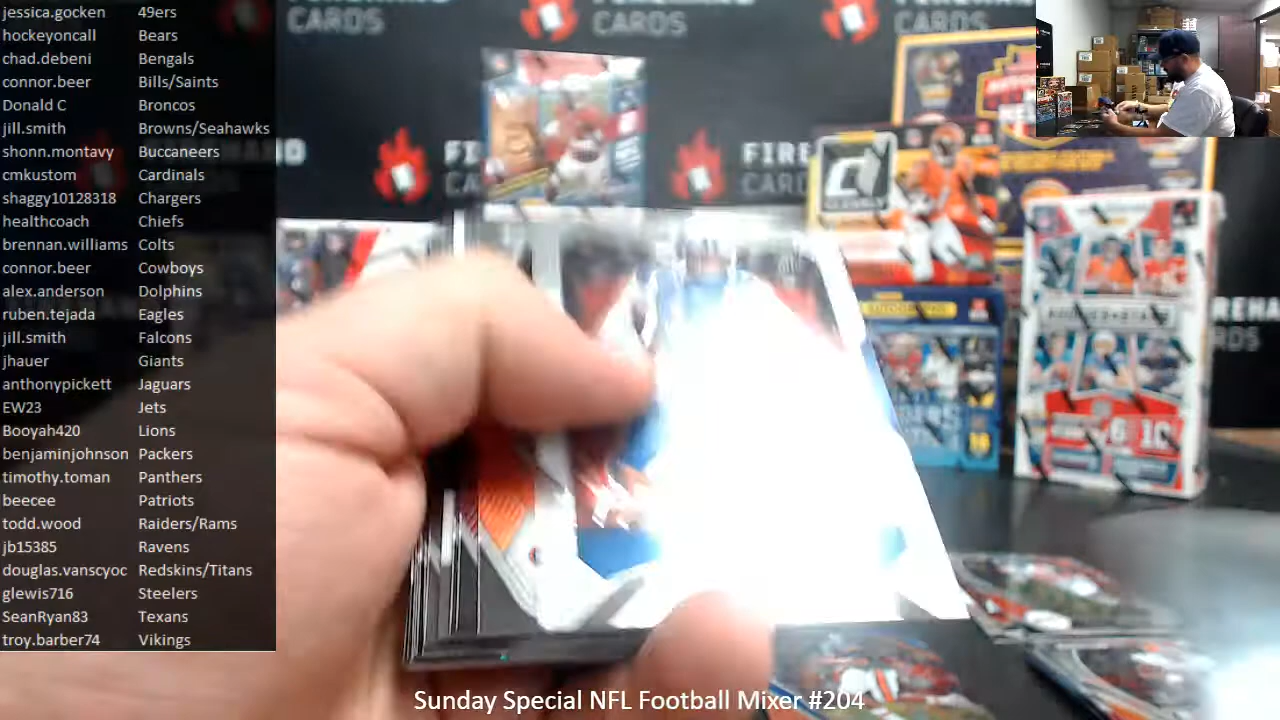 jessica.gocken 49ers
hockeyoncall Bears
chad.debeni Bengals
connor.beer Bills/Saints
Donald C Broncos
jill.smith Browns/Seahawks
shonn.montavy Buccaneers
cmkustom Cardinals
shaggy10128318 Chargers
healthcoach Chiefs
brennan.williams Colts
connor.beer Cowboys
alex.anderson Dolphins
ruben.tejada Eagles
jill.smith Falcons
jhauer Giants
anthonypickett Jaguars
EW23 Jets
Booyah420 Lions
benjaminjohnson Packers
timothy.toman Panthers
beecee Patriots
todd.wood Raiders/Rams
jb15385 Ravens
douglas.vanscyoc Redskins/Titans
glewis716 Steelers
SeanRyan83 Texans
troy.barber74 Vikings
CARDS
CARDS
CARDS
Sunday Special NFL Football Mixer #204